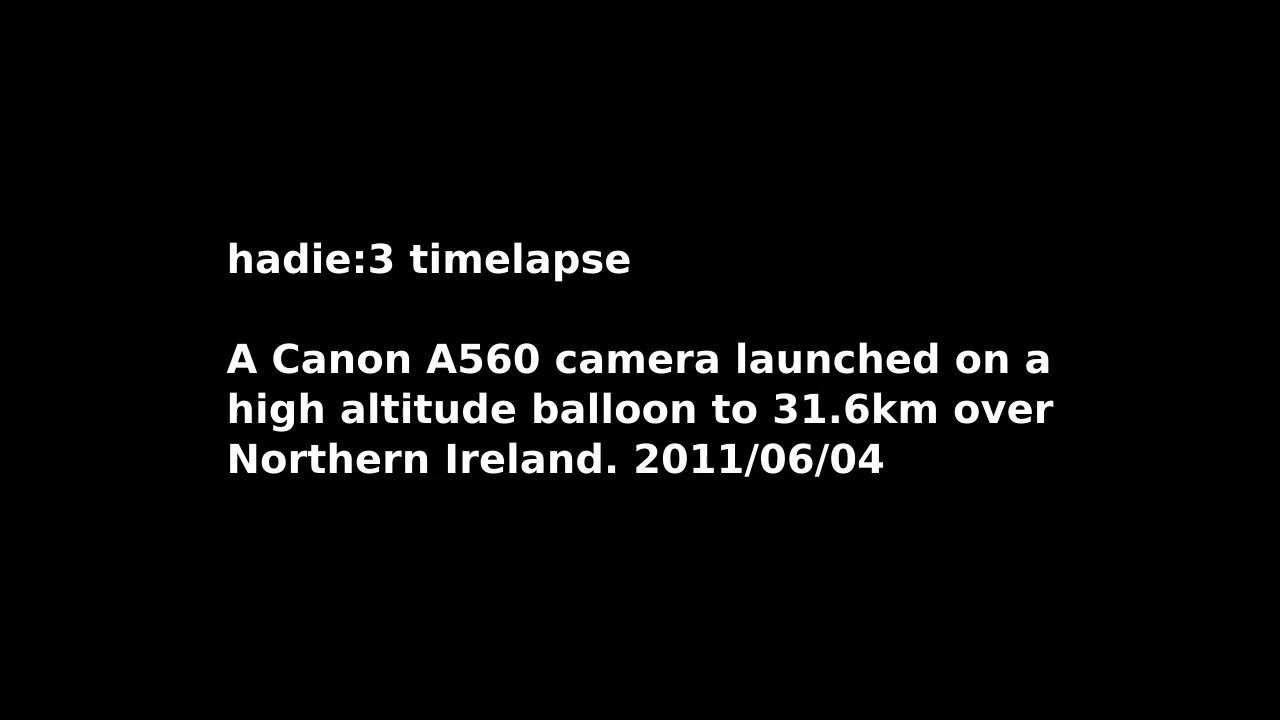 hadie:3 timelapse
A Canon A560 camera launched on a
high altitude balloon to 31.6km over
Northern Ireland. 2011/06/04